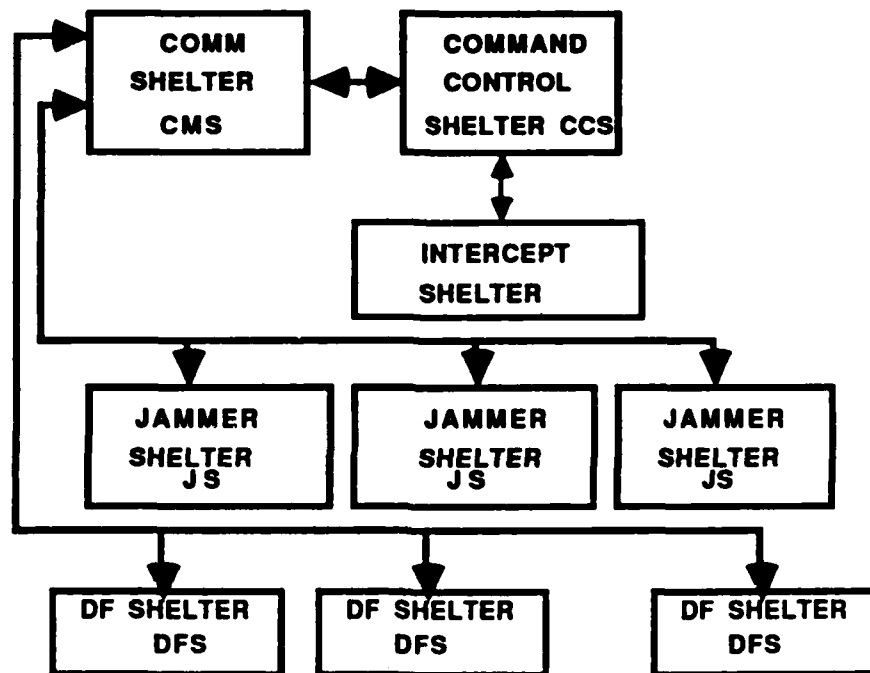 COMM
SHELTER
CMS
COMMAND
CONTROL
SHELTER CCS
INTERCEPT
SHELTER
JAMMER
SHELTER
JS
JAMMER
SHELTER
JS
JAMMER
SHELTER
JS
DF SHELTER
DFS
DF SHELTER
DFS
DF SHELTER
DFS